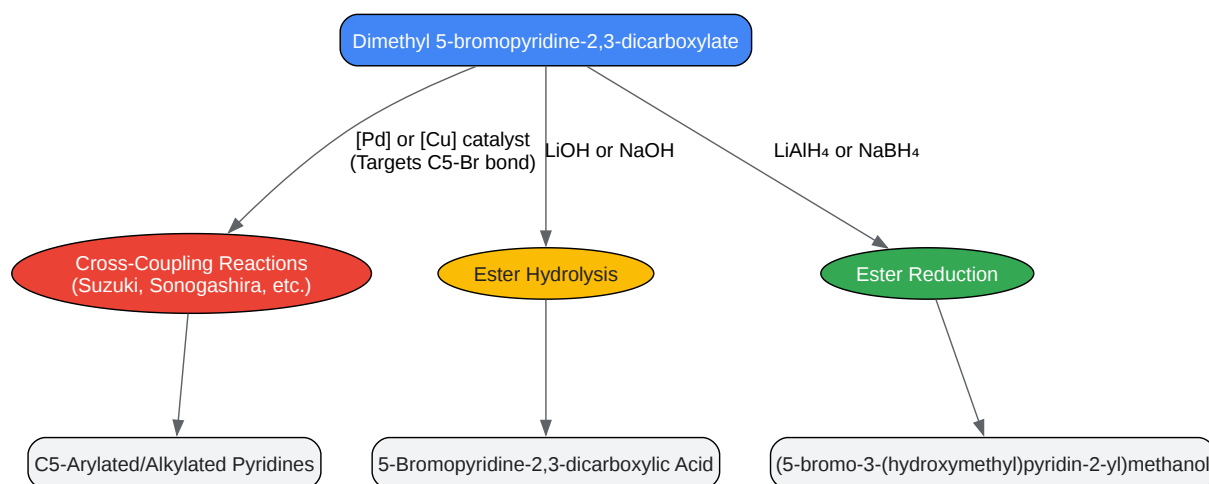 Dimethyl 5-bromopyridine-2,3-dicarboxylate
[Pd] or [Cu] catalyst
(Targets C5-Br bond)
LiOH or NaOH
LiAlH₄ or NaBH₄
Cross-Coupling Reactions
(Suzuki, Sonogashira, etc.)
Ester Hydrolysis
Ester Reduction
C5-Arylated/Alkylated Pyridines
5-Bromopyridine-2,3-dicarboxylic Acid
(5-bromo-3-(hydroxymethyl)pyridin-2-yl)methanol